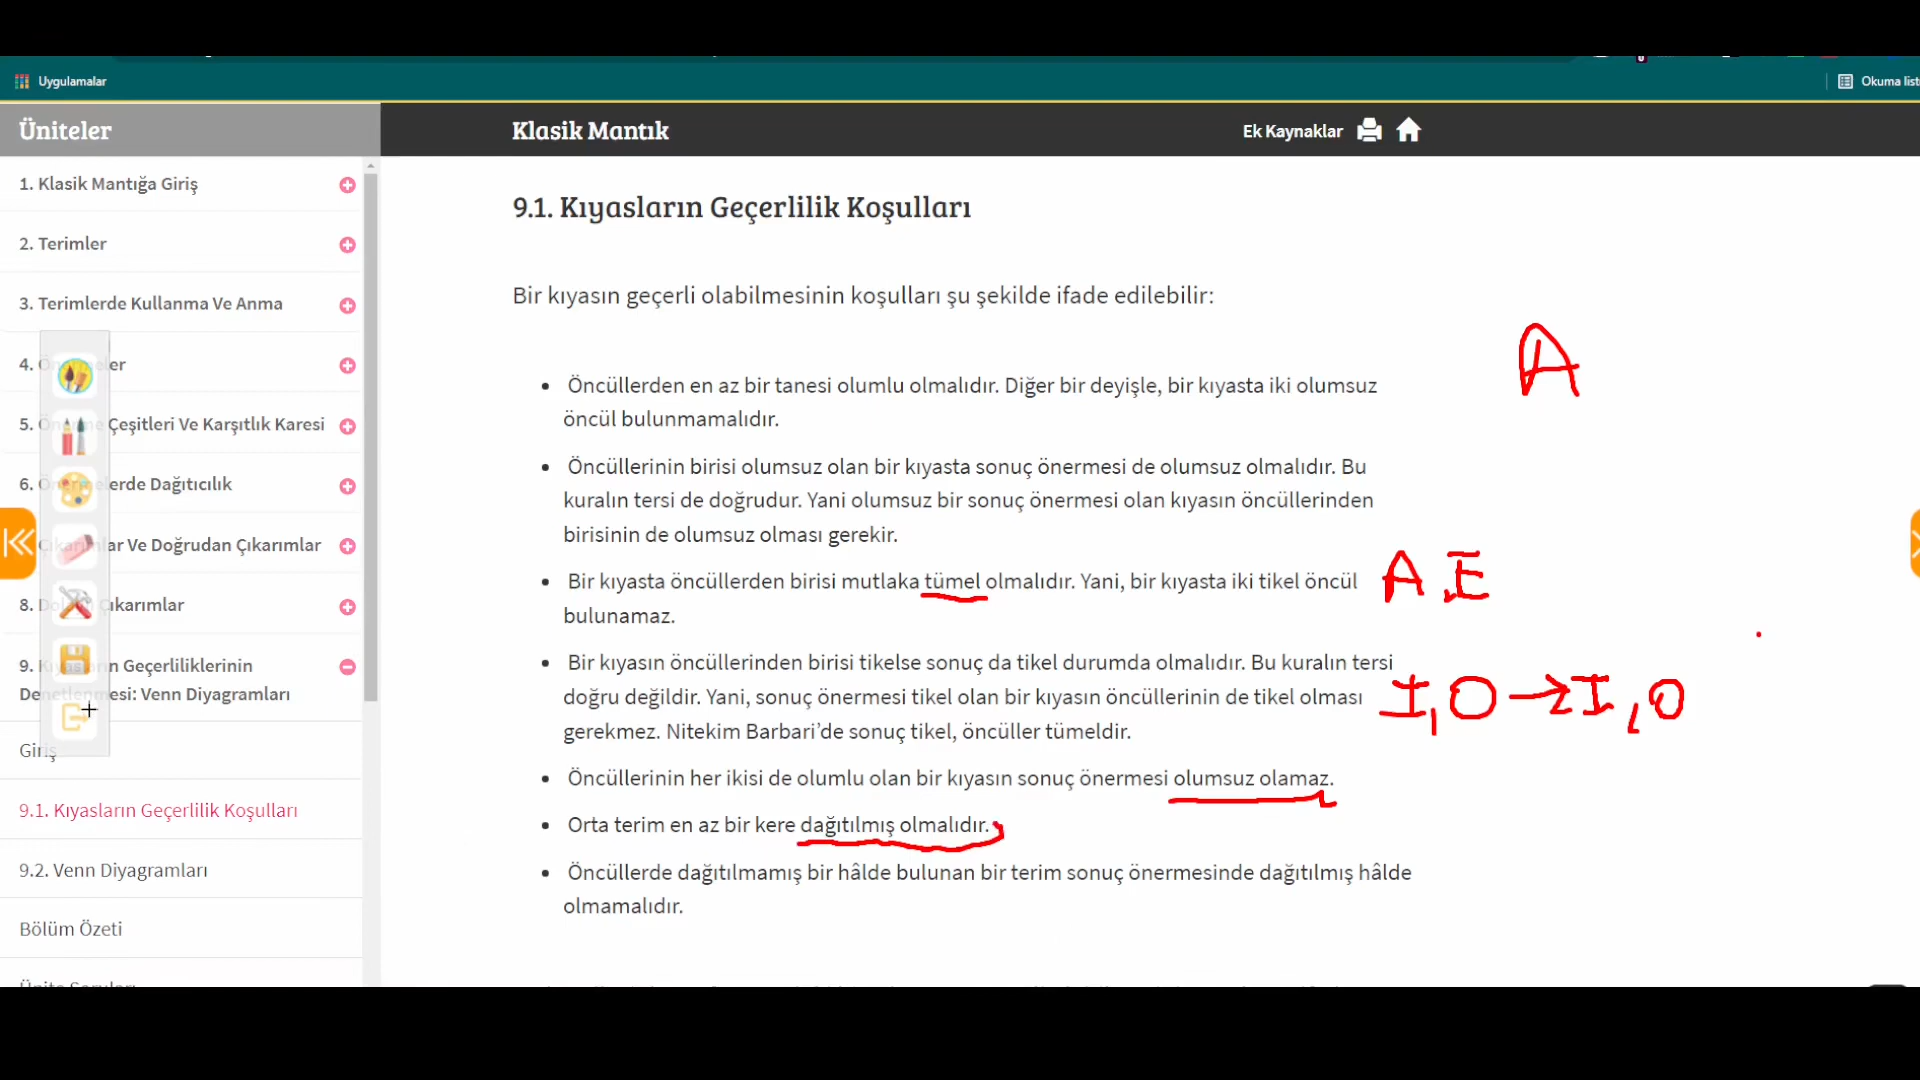 Uygulamalar
Okuma list
Üniteler
Klasik Mantık
Ek Kaynaklar
1. Klasik Mantığa Giriş
2. Terimler
3. Terimlerde Kullanma Ve Anma
4.
5. Çeşitleri Ve Karşıtlık Karesi
6. Dağıtıcılık
Ve Doğrudan Çıkarımlar
8.
9. Geçerliliklerinin
Denetlenmesi: Venn Diyagramları
Giriş
9.1. Kıyasların Geçerlilik Koşulları
9.2. Venn Diyagramları
Bölüm Özeti
9.1. Kıyasların Geçerlilik Koşulları
Bir kıyasın geçerli olabilmesinin koşulları şu şekilde ifade edilebilir:
A
• Öncüllerden en az bir tanesi olumlu olmalıdır. Diğer bir deyişle, bir kıyasta iki olumsuz
öncül bulunmamalıdır.
• Öncüllerinin birisi olumsuz olan bir kıyasta sonuç önermesi de olumsuz olmalıdır. Bu
kuralın tersi de doğrudur. Yani olumsuz bir sonuç önermesi olan kıyasın öncüllerinden
birisinin de olumsuz olması gerekir.
• Bir kıyasta öncüllerden birisi mutlaka tümel olmalıdır. Yani, bir kıyasta iki tikel öncül A,E
bulunamaz.
• Bir kıyasın öncüllerinden birisi tikelse sonuç da tikel durumda olmalıdır. Bu kuralın tersi
doğru değildir. Yani, sonuç önermesi tikel olan bir kıyasın öncüllerinin de tikel olması I,O → I,O
gerekmez. Nitekim Barbari’de sonuç tikel, öncüller tümeldir.
• Öncüllerinin her ikisi de olumlu olan bir kıyasın sonuç önermesi olumsuz olamaz.
• Orta terim en az bir kere dağıtılmış olmalıdır.
• Öncüllerde dağıtılmamış bir hâlde bulunan bir terim sonuç önermesinde dağıtılmış hâlde
olmamalıdır.